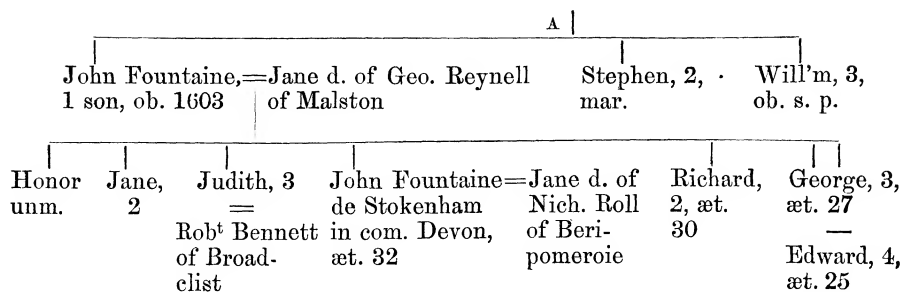 A
John Fountaine,=Jane d. of Geo. Reynell
1 son, ob. 1603
of Malston
Stephen, 2,
mar.
Will'm, 3,
ob. s. p.
Honor
unm.
Jane,
2
Judith, 3
=
Robt Bennett
of Broad-
clist
John Fountaine=Jane d. of
de Stokenham
in com. Devon,
æt. 32
Nich. Roll
of Beri-
pomeroie
Richard,
2, æt.
30
George, 3,
æt. 27
—
Edward, 4,
æt. 25